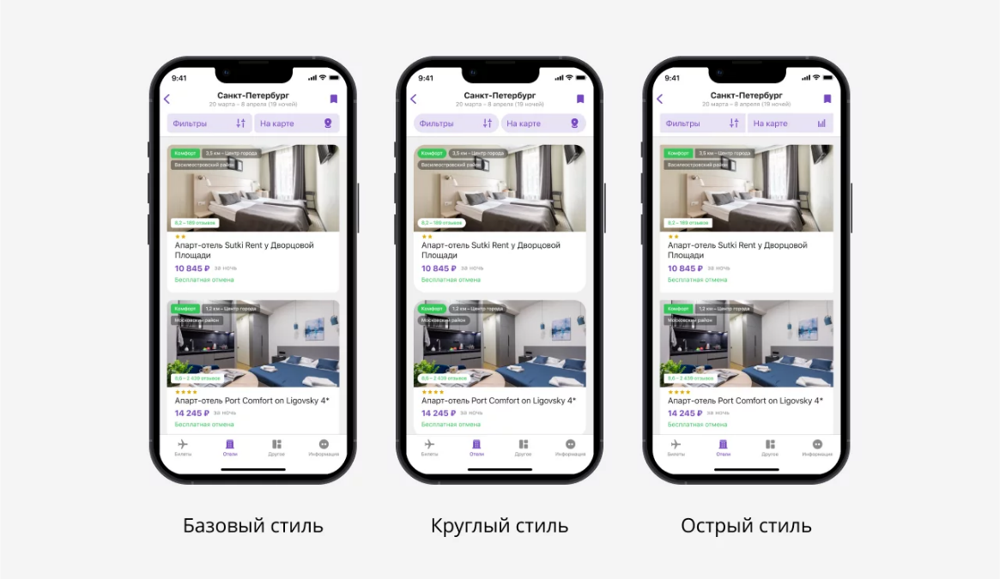 9:41
Санкт-Петербург
20 марта – 8 апреля (19 ночей)
Фильтры
На карте
Комфорт
3,5 км – Центр города
Василеостровский район
8,2 – 189 отзывов
Апарт-отель Sutki Rent у Дворцовой
Площади
10 845 ₽ за ночь
Бесплатная отмена
Комфорт
1,2 км – Центр города
Московский район
8,6 – 2 439 отзывов
Апарт-отель Port Comfort on Ligovsky 4*
14 245 ₽ за ночь
Бесплатная отмена
Билеты
Отели
Другое
Информация
Базовый стиль
9:41
Санкт-Петербург
20 марта – 8 апреля (19 ночей)
Фильтры
На карте
Комфорт
3,5 км – Центр города
Василеостровский район
8,2 – 189 отзывов
Апарт-отель Sutki Rent у Дворцовой
Площади
10 845 ₽ за ночь
Бесплатная отмена
Комфорт
1,2 км – Центр города
Московский район
8,6 – 2 439 отзывов
Апарт-отель Port Comfort on Ligovsky 4*
14 245 ₽ за ночь
Бесплатная отмена
Билеты
Отели
Другое
Информация
Круглый стиль
9:41
Санкт-Петербург
20 марта – 8 апреля (19 ночей)
Фильтры
На карте
Комфорт
3,5 км – Центр города
Василеостровский район
8,2 – 189 отзывов
Апарт-отель Sutki Rent у Дворцовой
Площади
10 845 ₽ за ночь
Бесплатная отмена
Комфорт
1,2 км – Центр города
Московский район
8,6 – 2 439 отзывов
Апарт-отель Port Comfort on Ligovsky 4*
14 245 ₽ за ночь
Бесплатная отмена
Билеты
Отели
Другое
Информация
Острый стиль